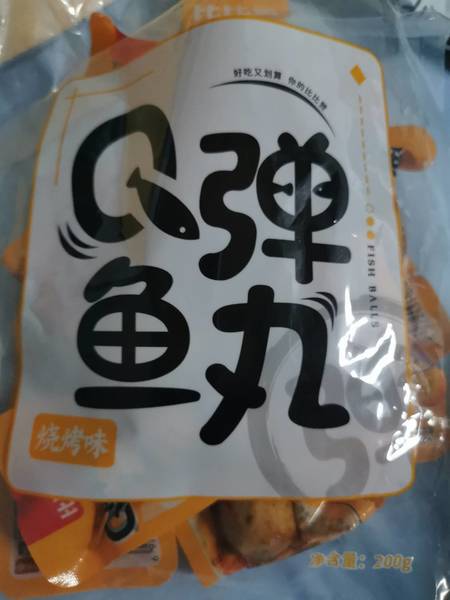 好吃又划算 你的比比赞
Q弹
鱼丸
FISH BALLS
烧烤味
净含量：200g